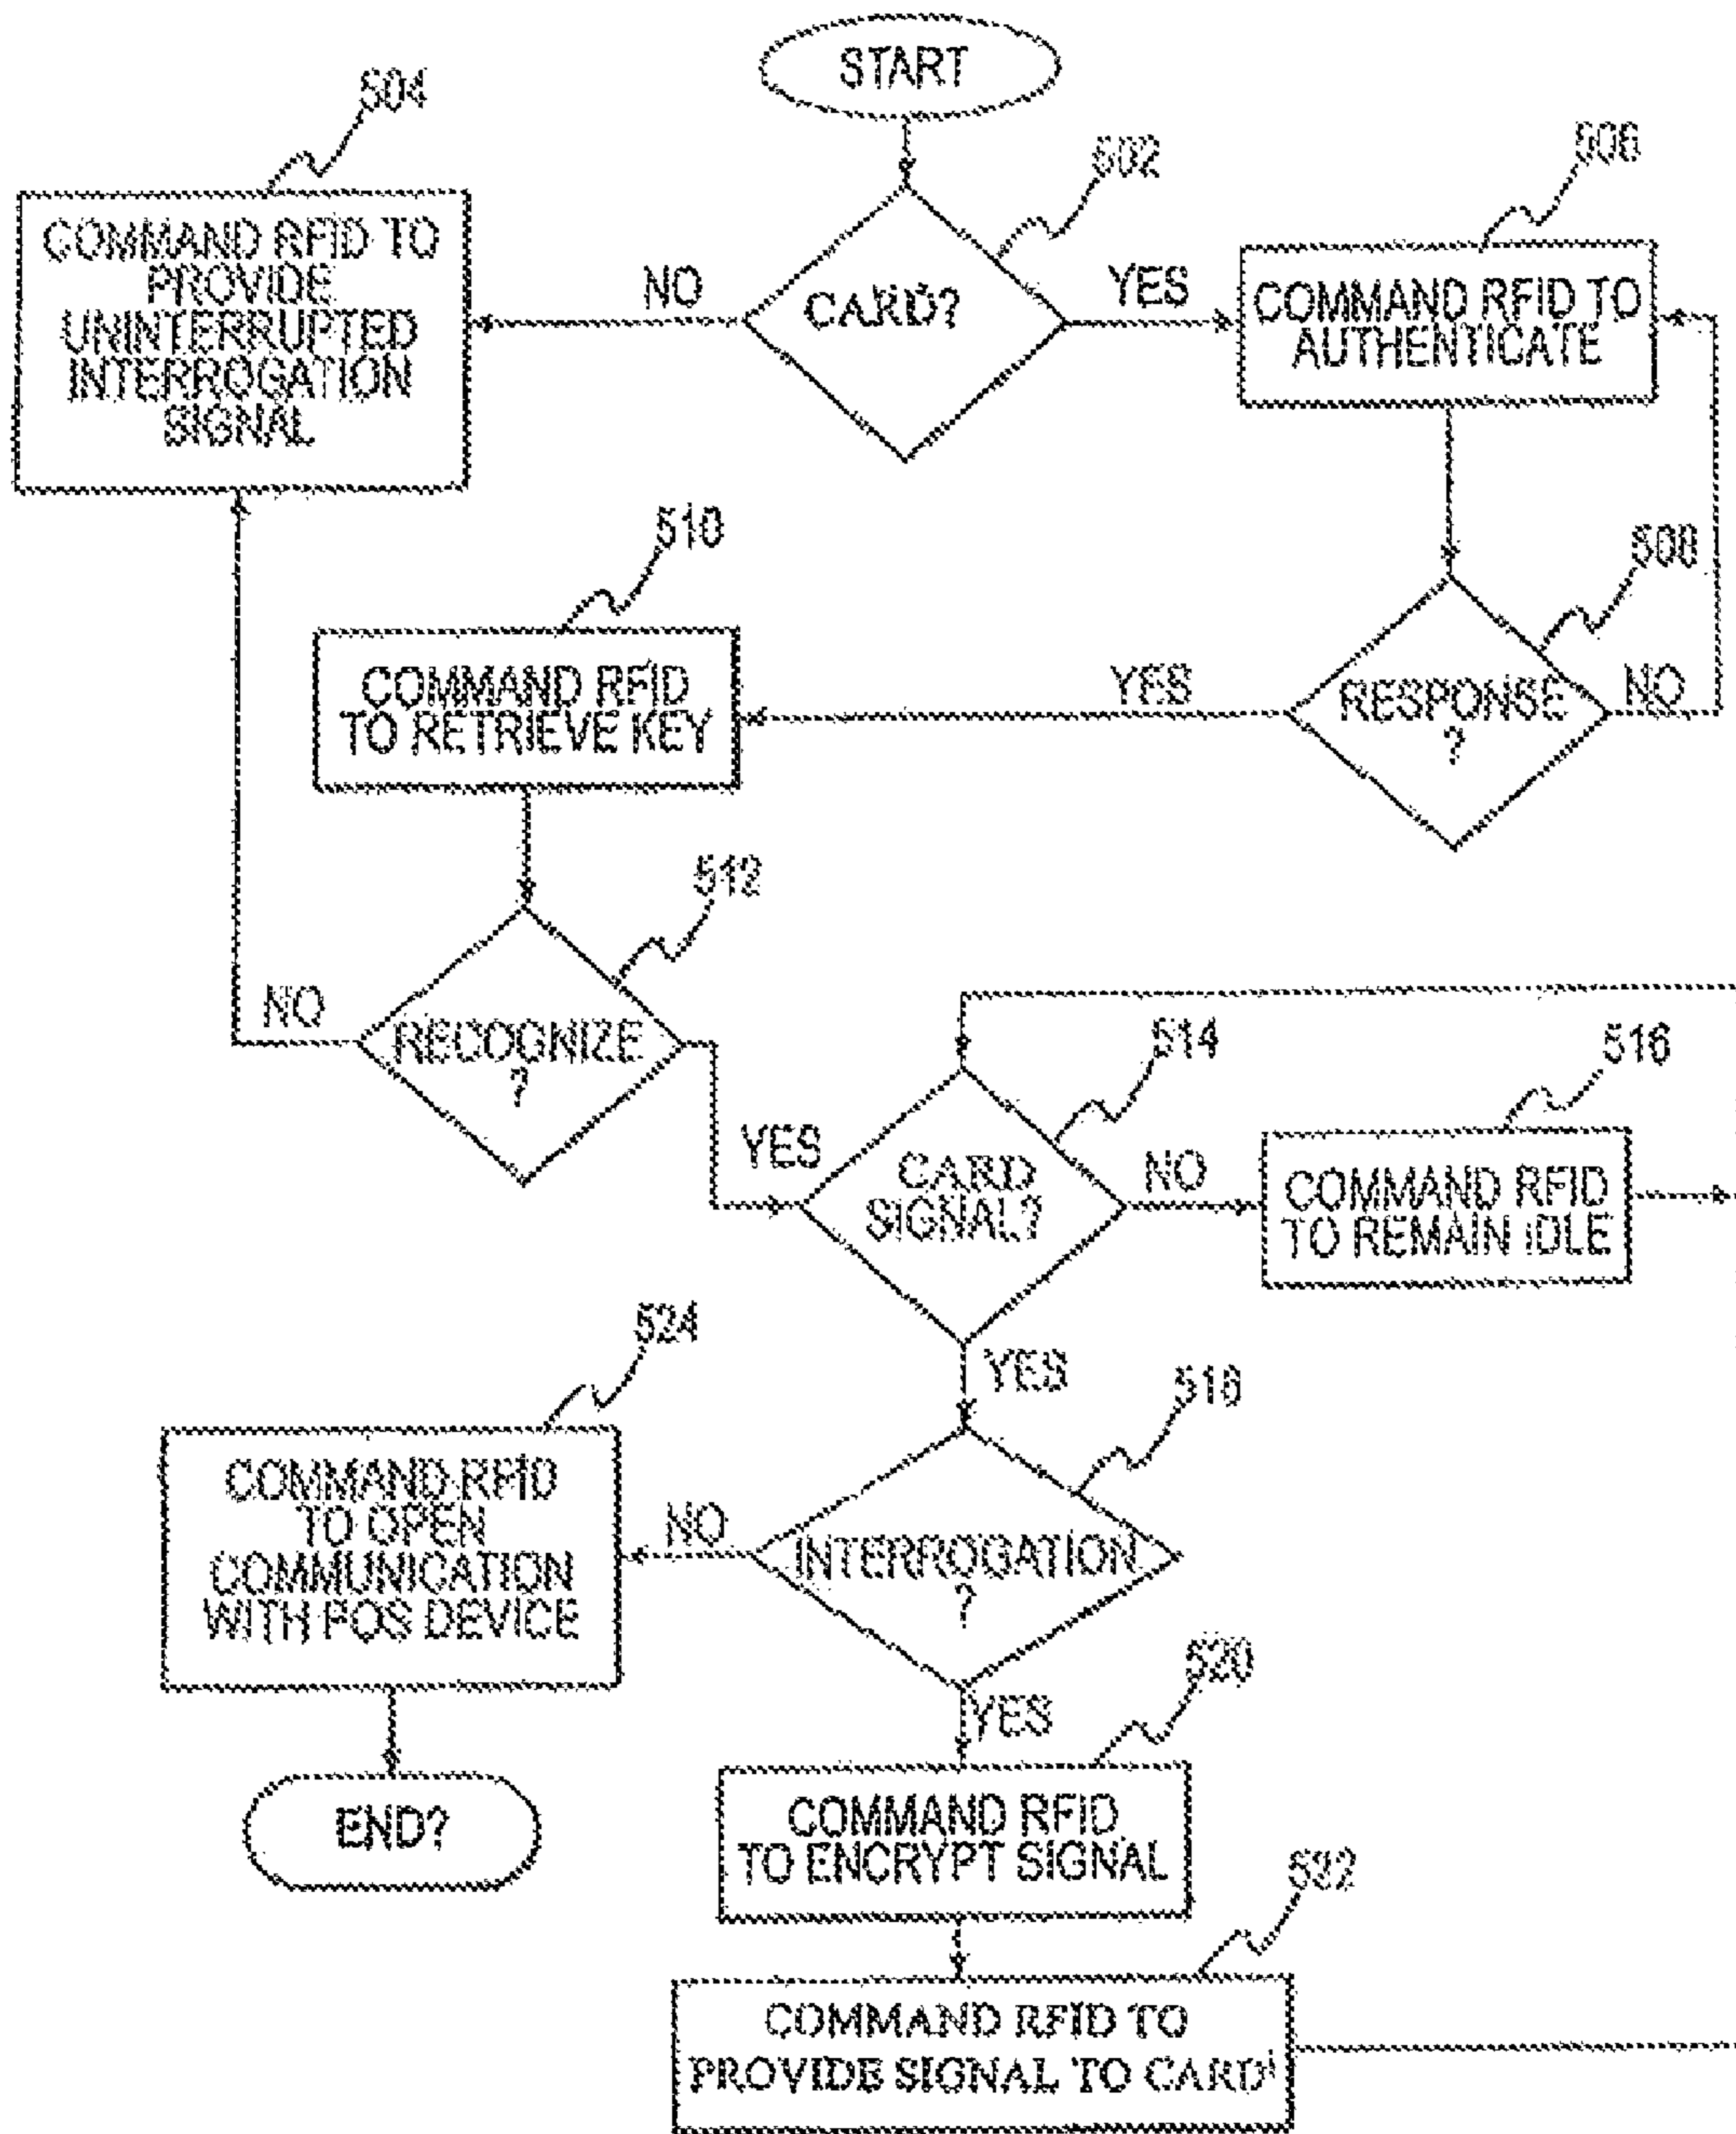 START
504
502
506
COMMAND RFID TO
PROVIDE
UNINTERRUPTED
INTERROGATION
SIGNAL
NO
CARD?
YES
COMMAND RFID TO
AUTHENTICATE
510
508
COMMAND RFID
TO RETRIEVE KEY
YES
RESPONSE
?
NO
512
NO
RECOGNIZE
?
YES
514
516
CARD
SIGNAL?
NO
COMMAND RFID
TO REMAIN IDLE
524
YES
518
COMMAND RFID
TO OPEN
COMMUNICATION
WITH POS DEVICE
NO
INTERROGATION
?
YES
520
END?
COMMAND RFID
TO ENCRYPT SIGNAL
522
COMMAND RFID TO
PROVIDE SIGNAL TO CARD